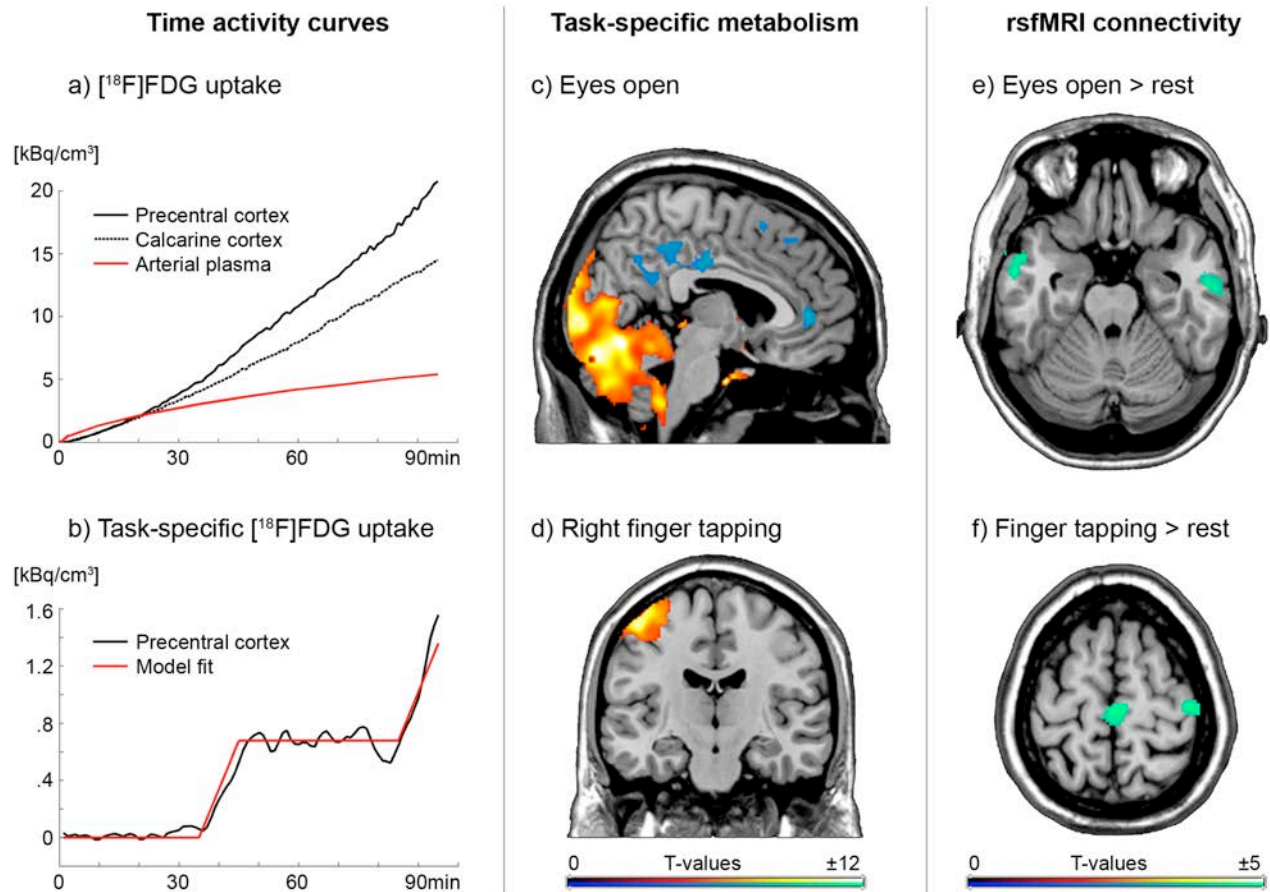 Time activity curves
a) [¹⁸F]FDG uptake
[kBq/cm³]
20
15
10
5
0
Precentral cortex
Calcarine cortex
Arterial plasma
0 30 60 90min
b) Task-specific [¹⁸F]FDG uptake
[kBq/cm³]
1.6
1.2
.8
.4
0
Precentral cortex
Model fit
0 30 60 90min
Task-specific metabolism
c) Eyes open
d) Right finger tapping
0 T-values ±12
rsfMRI connectivity
e) Eyes open > rest
f) Finger tapping > rest
0 T-values ±5